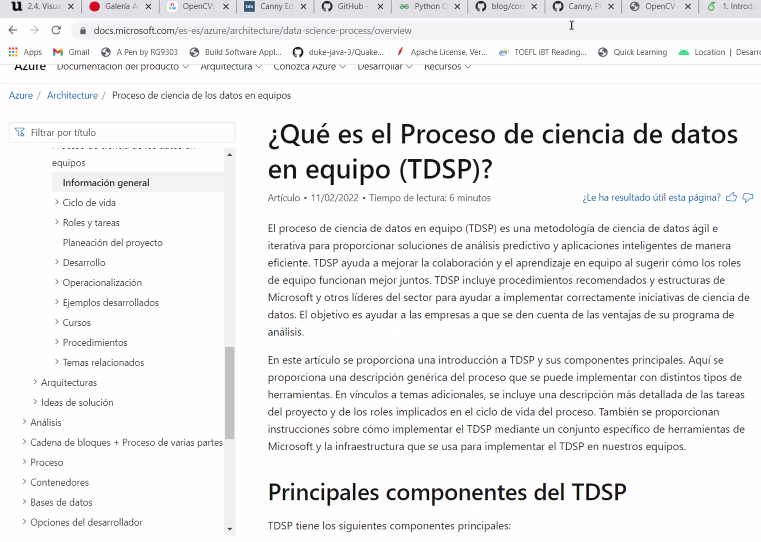 2.4. Visua
Galería Ar
OpenCV:
Canny Ed
GitHub -
Python O
blog/con
Canny, Pr
OpenCV-
1. Introdu
docs.microsoft.com/es-es/azure/architecture/data-science-process/overview
Apps
Gmail
A Pen by RG9303
Build Software Appl...
duke-java-3/Quake...
Apache License, Ver...
TOEFL iBT Reading...
Quick Learning
Location | Desarro
Azure
Documentación del producto
Arquitectura
Conozca Azure
Desarrollar
Recursos
Azure / Architecture / Proceso de ciencia de los datos en equipos
Filtrar por título
Proceso de ciencia de los datos en
equipos
Información general
Ciclo de vida
Roles y tareas
Planeación del proyecto
Desarrollo
Operacionalización
Ejemplos desarrollados
Cursos
Procedimientos
Temas relacionados
Arquitecturas
Ideas de solución
Análisis
Cadena de bloques + Proceso de varias partes
Proceso
Contenedores
Bases de datos
Opciones del desarrollador
¿Qué es el Proceso de ciencia de datos
en equipo (TDSP)?
Artículo • 11/02/2022 • Tiempo de lectura: 6 minutos
¿Le ha resultado útil esta página?
El proceso de ciencia de datos en equipo (TDSP) es una metodología de ciencia de datos ágil e
iterativa para proporcionar soluciones de análisis predictivo y aplicaciones inteligentes de manera
eficiente. TDSP ayuda a mejorar la colaboración y el aprendizaje en equipo al sugerir cómo los roles
de equipo funcionan mejor juntos. TDSP incluye procedimientos recomendados y estructuras de
Microsoft y otros líderes del sector para ayudar a implementar correctamente iniciativas de ciencia de
datos. El objetivo es ayudar a las empresas a que se den cuenta de las ventajas de su programa de
análisis.
En este artículo se proporciona una introducción a TDSP y sus componentes principales. Aquí se
proporciona una descripción genérica del proceso que se puede implementar con distintos tipos de
herramientas. En vínculos a temas adicionales, se incluye una descripción más detallada de las tareas
del proyecto y de los roles implicados en el ciclo de vida del proceso. También se proporcionan
instrucciones sobre cómo implementar el TDSP mediante un conjunto específico de herramientas de
Microsoft y la infraestructura que se usa para implementar el TDSP en nuestros equipos.
Principales componentes del TDSP
TDSP tiene los siguientes componentes principales: